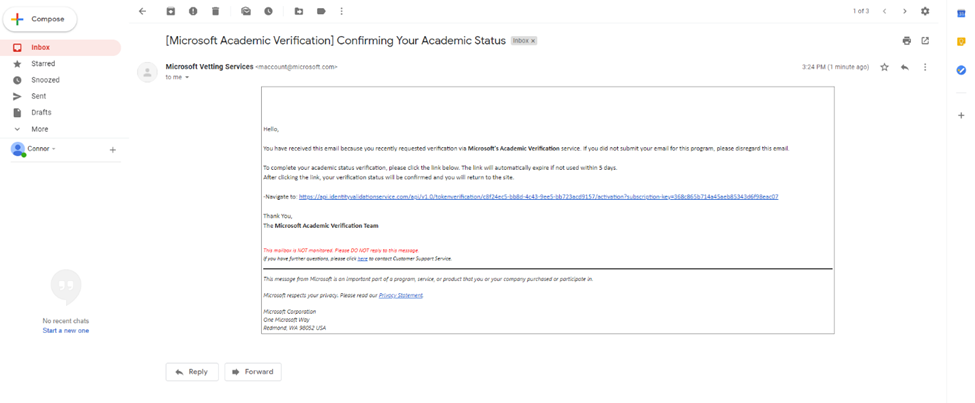 Compose
1 of 3
Inbox
Starred
Snoozed
Sent
Drafts
More
Connor
No recent chats
Start a new one
[Microsoft Academic Verification] Confirming Your Academic Status Inbox x
Microsoft Vetting Services <maccount@microsoft.com>
3:24 PM (1 minute ago)
to me
Hello,
You have received this email because you recently requested verification via Microsoft's Academic Verification service. If you did not submit your email for this program, please disregard this email.
To complete your academic status verification, please click the link below. The link will automatically expire if not used within 5 days.
After clicking the link, your verification status will be confirmed and you will return to the site.
-Navigate to: https://api.identityvalidationservice.com/api/v1.0/tokenverification/c8f24ec5-bb8d-4c43-9ee5-bb723acd9157/activation?subscription-key=368c865b714a45aeb85343d6f98eac07
Thank You,
The Microsoft Academic Verification Team
This mailbox is NOT monitored. Please DO NOT reply to this message.
If you have further questions, please click here to contact Customer Support Service.
This message from Microsoft is an important part of a program, service, or product that you or your company purchased or participate in.
Microsoft respects your privacy. Please read our Privacy Statement.
Microsoft Corporation
One Microsoft Way
Redmond, WA 98052 USA
Reply
Forward